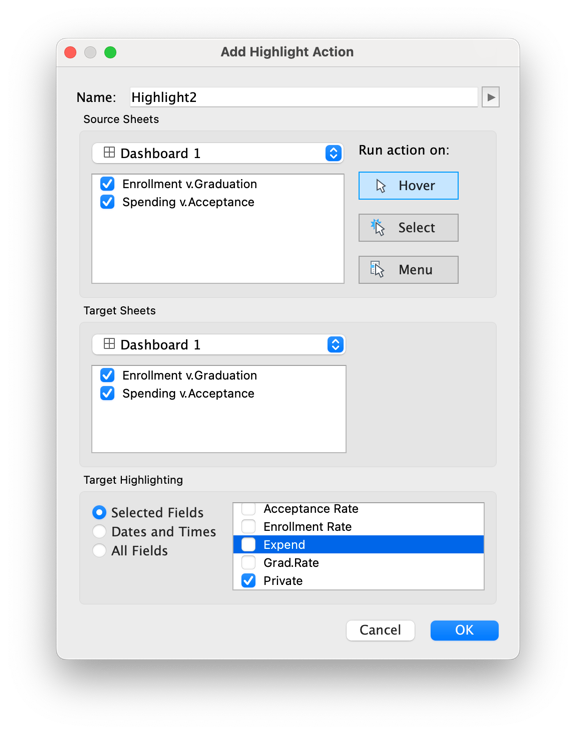 Add Highlight Action
Name: Highlight2
Source Sheets
Dashboard 1
Run action on:
Enrollment v.Graduation
Spending v.Acceptance
Hover
Select
Menu
Target Sheets
Dashboard 1
Enrollment v.Graduation
Spending v.Acceptance
Target Highlighting
Selected Fields
Dates and Times
All Fields
Acceptance Rate
Enrollment Rate
Expend
Grad.Rate
Private
Cancel
OK